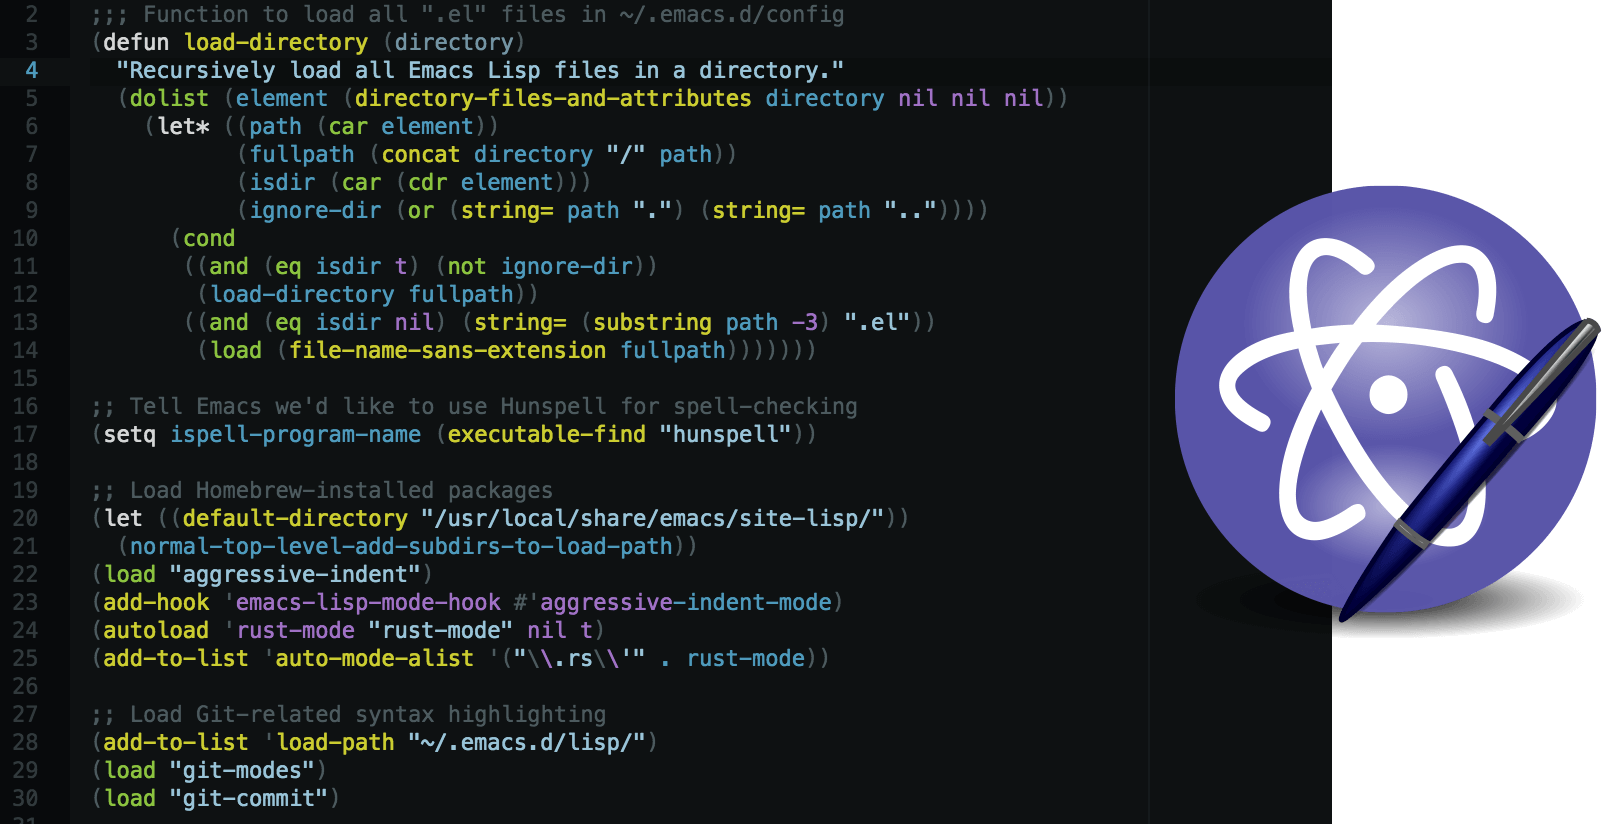 2 ;;; Function to load all ".el" files in ~/.emacs.d/config
3 (defun load-directory (directory)
4   "Recursively load all Emacs Lisp files in a directory."
5   (dolist (element (directory-files-and-attributes directory nil nil nil))
6     (let* ((path (car element))
7            (fullpath (concat directory "/" path))
8            (isdir (car (cdr element)))
9            (ignore-dir (or (string= path ".") (string= path ".."))))
10       (cond
11        ((and (eq isdir t) (not ignore-dir))
12         (load-directory fullpath))
13        ((and (eq isdir nil) (string= (substring path -3) ".el"))
14         (load (file-name-sans-extension fullpath)))))))
15
16 ;; Tell Emacs we'd like to use Hunspell for spell-checking
17 (setq ispell-program-name (executable-find "hunspell"))
18
19 ;; Load Homebrew-installed packages
20 (let ((default-directory "/usr/local/share/emacs/site-lisp/"))
21   (normal-top-level-add-subdirs-to-load-path))
22 (load "aggressive-indent")
23 (add-hook 'emacs-lisp-mode-hook #'aggressive-indent-mode)
24 (autoload 'rust-mode "rust-mode" nil t)
25 (add-to-list 'auto-mode-alist '("\\.rs\\'" . rust-mode))
26
27 ;; Load Git-related syntax highlighting
28 (add-to-list 'load-path "~/.emacs.d/lisp/")
29 (load "git-modes")
30 (load "git-commit")
31